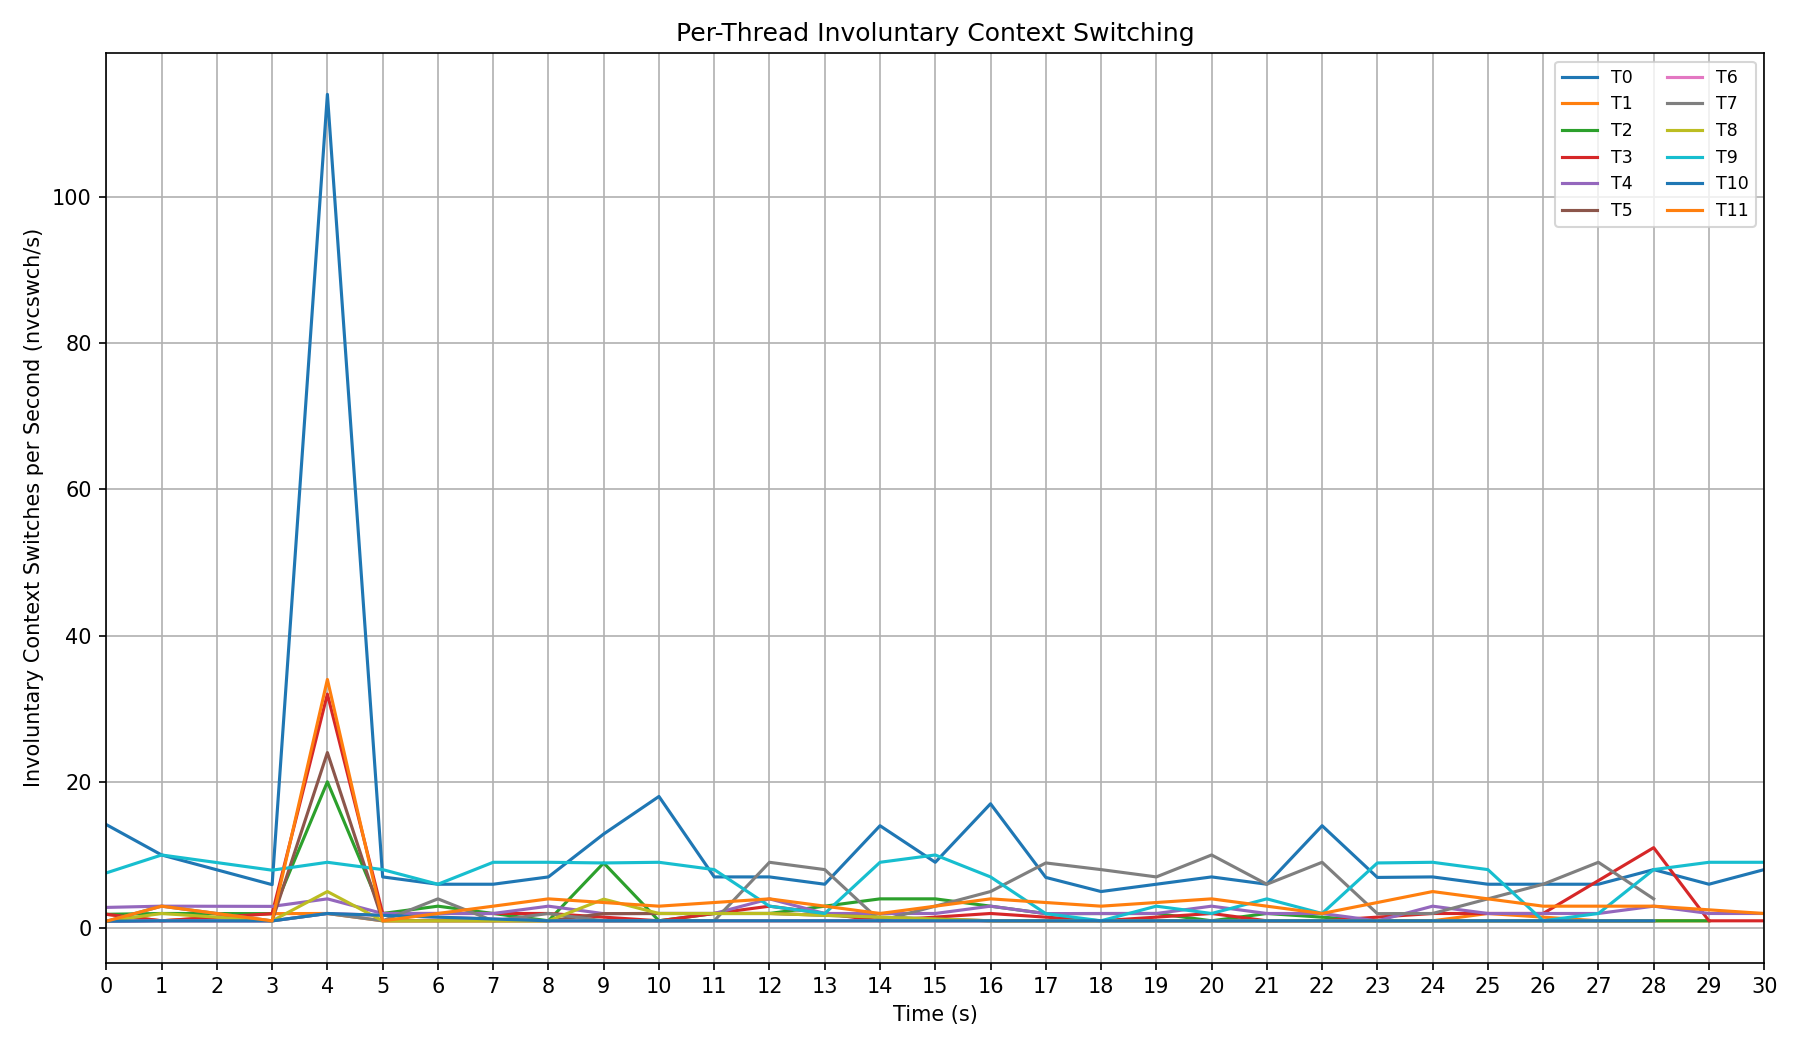 Per-Thread Involuntary Context Switching
Involuntary Context Switches per Second (nvcswch/s)
100
80
60
40
20
0
T0 T6
T1 T7
T2 T8
T3 T9
T4 T10
T5 T11
0 1 2 3 4 5 6 7 8 9 10 11 12 13 14 15 16 17 18 19 20 21 22 23 24 25 26 27 28 29 30
Time (s)